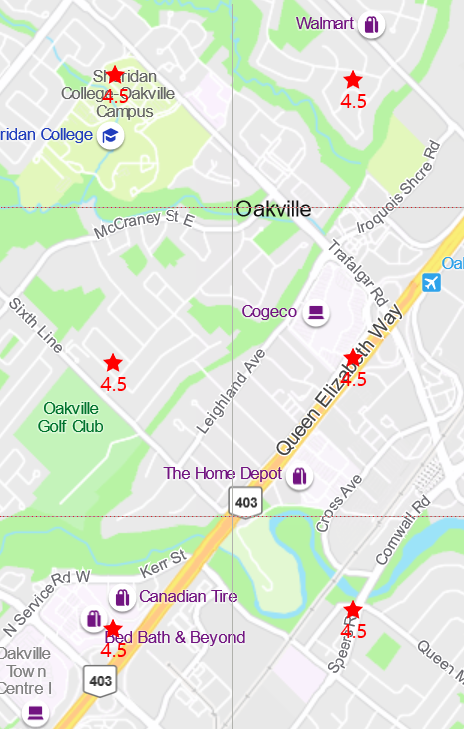 Walmart
4.5
Sheridan
College-Oakville
Campus
4.5
ridan College
Iroquois Shore Rd
Oakville
McCraney St E
Trafalgar Rd
Oak
Cogeco
Sixth Line
Queen Elizabeth Way
4.5
4.5
Leighland Ave
Oakville
Golf Club
The Home Depot
403
Cross Ave
Cornwall Rd
Kerr St
N Service Rd W
Canadian Tire
Bed Bath & Beyond
4.5
4.5
Speers R
Oakville
Town
Centre I
403
Queen M